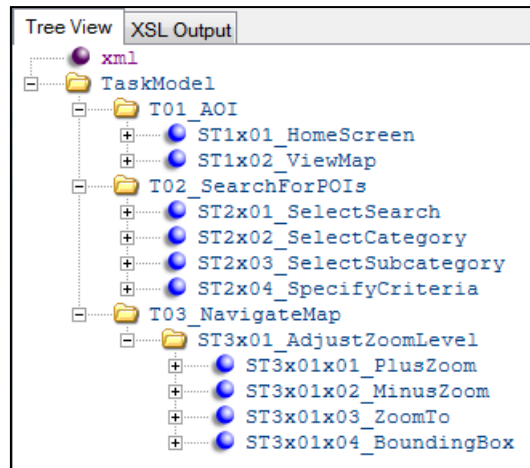 Tree View XSL Output
xml
TaskModel
T01_AOI
ST1x01_HomeScreen
ST1x02_ViewMap
T02_SearchForPOIs
ST2x01_SelectSearch
ST2x02_SelectCategory
ST2x03_SelectSubcategory
ST2x04_SpecifyCriteria
T03_NavigateMap
ST3x01_AdjustZoomLevel
ST3x01x01_PlusZoom
ST3x01x02_MinusZoom
ST3x01x03_ZoomTo
ST3x01x04_BoundingBox